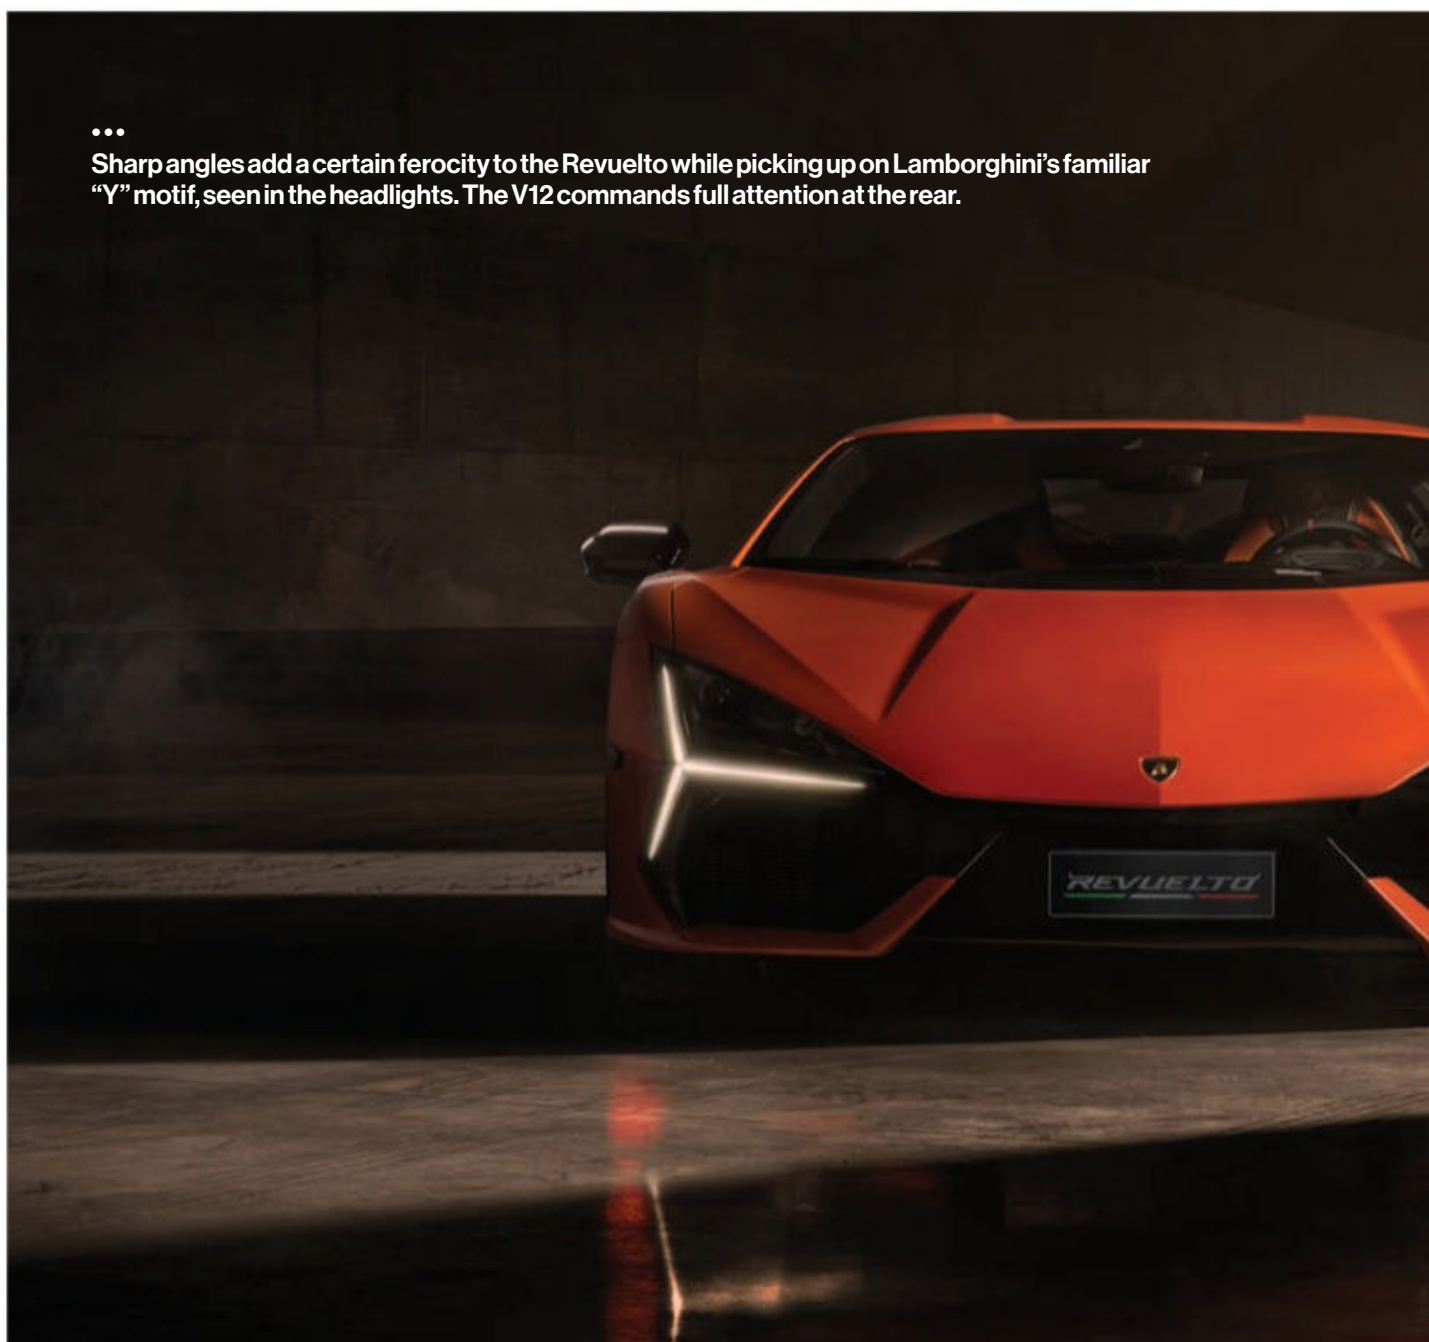 ...
Sharp angles add a certain ferocity to the Revuelto while picking up on Lamborghini’s familiar
“Y” motif, seen in the headlights. The V12 commands full attention at the rear.
REVUELTO